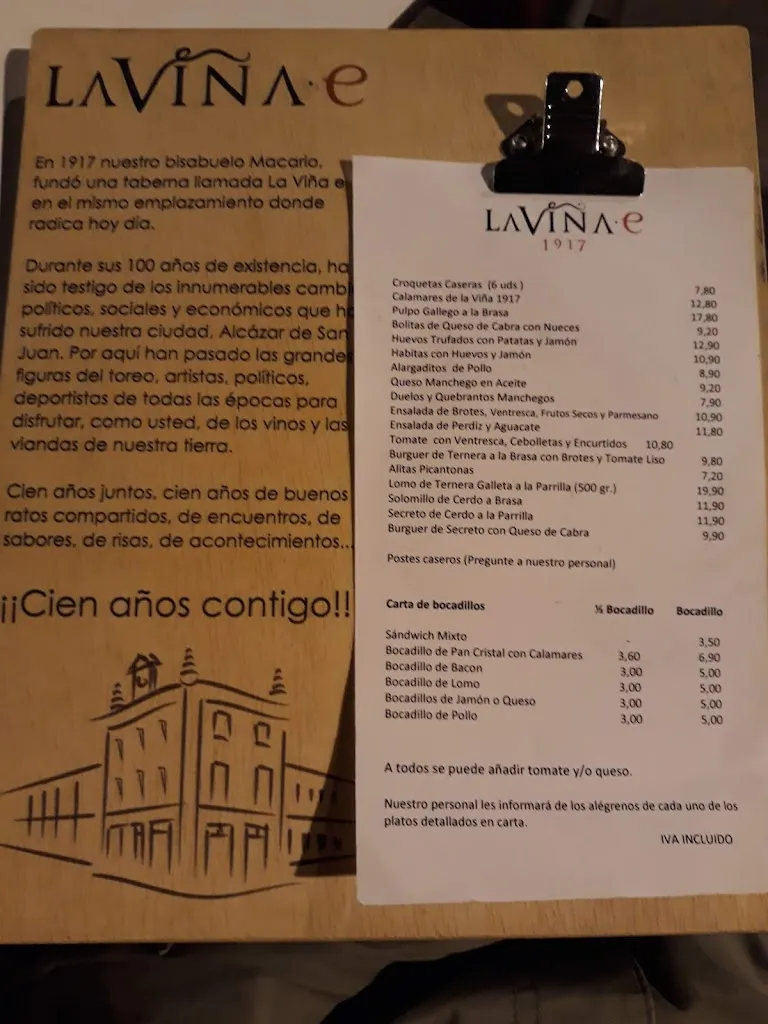 LAVIÑA·e
En 1917 nuestro bisabuelo Macario,
fundó una taberna llamada La Viña e
en el mismo emplazamiento donde
radica hoy día.
Durante sus 100 años de existencia, ha
sido testigo de los innumerables camb
políticos, sociales y económicos que h
sufrido nuestra ciudad, Alcázar de San
Juan. Por aquí han pasado las grande
figuras del toreo, artistas, políticos,
deportistas de todas las épocas para
disfrutar, como usted, de los vinos y las
viandas de nuestra tierra.
Cien años juntos, cien años de buenos
ratos compartidos, de encuentros, de
sabores, de risas, de acontecimientos...
¡¡Cien años contigo!!
LAVIÑA·e
1917
Croquetas Caseras (6 uds.) 7,80
Calamares de la Viña 1917 12,80
Pulpo Gallego a la Brasa 17,80
Bolitas de Queso de Cabra con Nueces 9,20
Huevos Trufados con Patatas y Jamón 12,90
Habitas con Huevos y Jamón 10,90
Alargaditos de Pollo 8,90
Queso Manchego en Aceite 9,20
Duelos y Quebrantos Manchegos 7,90
Ensalada de Brotes, Ventresca, Frutos Secos y Parmesano 10,90
Ensalada de Perdiz y Aguacate 11,80
Tomate con Ventresca, Cebolletas y Encurtidos 10,80
Burguer de Ternera a la Brasa con Brotes y Tomate Liso 9,80
Alitas Picantonas 7,20
Lomo de Ternera Galleta a la Parrilla (500 gr.) 19,90
Solomillo de Cerdo a Brasa 11,90
Secreto de Cerdo a la Parrilla 11,90
Burguer de Secreto con Queso de Cabra 9,90
Postes caseros (Pregunte a nuestro personal)
Carta de bocadillos ½ Bocadillo Bocadillo
Sándwich Mixto - 3,50
Bocadillo de Pan Cristal con Calamares 3,60 6,90
Bocadillo de Bacon 3,00 5,00
Bocadillo de Lomo 3,00 5,00
Bocadillos de Jamón o Queso 3,00 5,00
Bocadillo de Pollo 3,00 5,00
A todos se puede añadir tomate y/o queso.
Nuestro personal les informará de los alégrenos de cada uno de los
platos detallados en carta.
IVA INCLUIDO